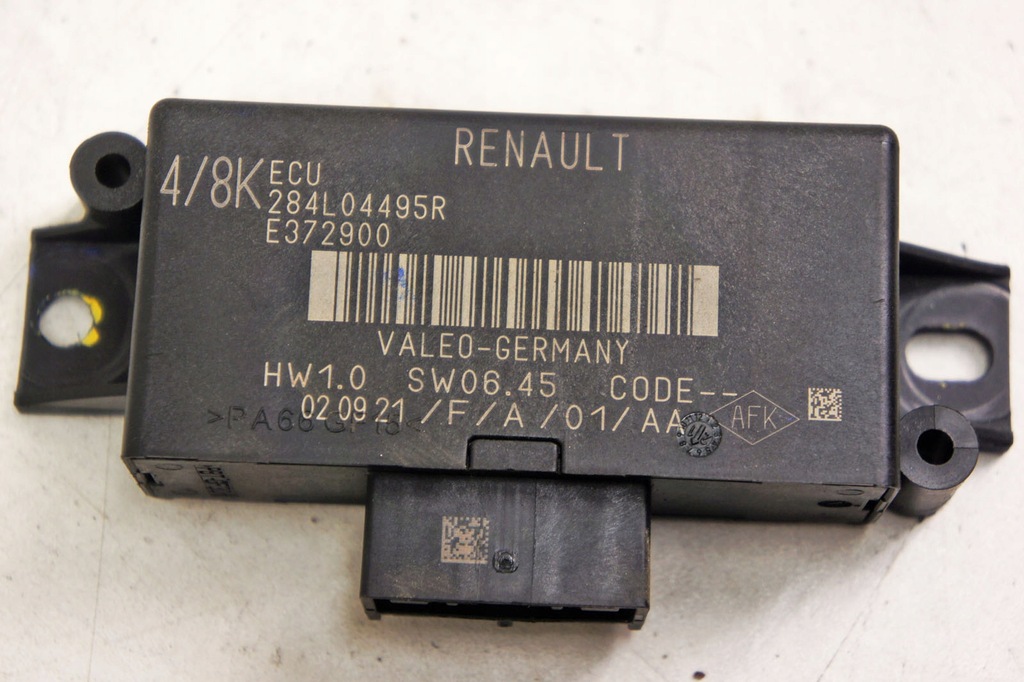 RENAULT
4/8K ECU
284L04495R
E372900
VALEO-GERMANY
HW1.0 SW06.45 CODE--
02 09 21 /F/A/01/AA AFK